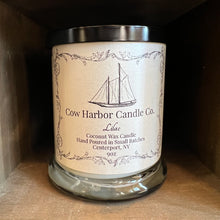 Cow Harbor Candle Co.
Lilac
Coconut Wax Candle
Hand Poured in Small Batches
Centerport, NY
9oz